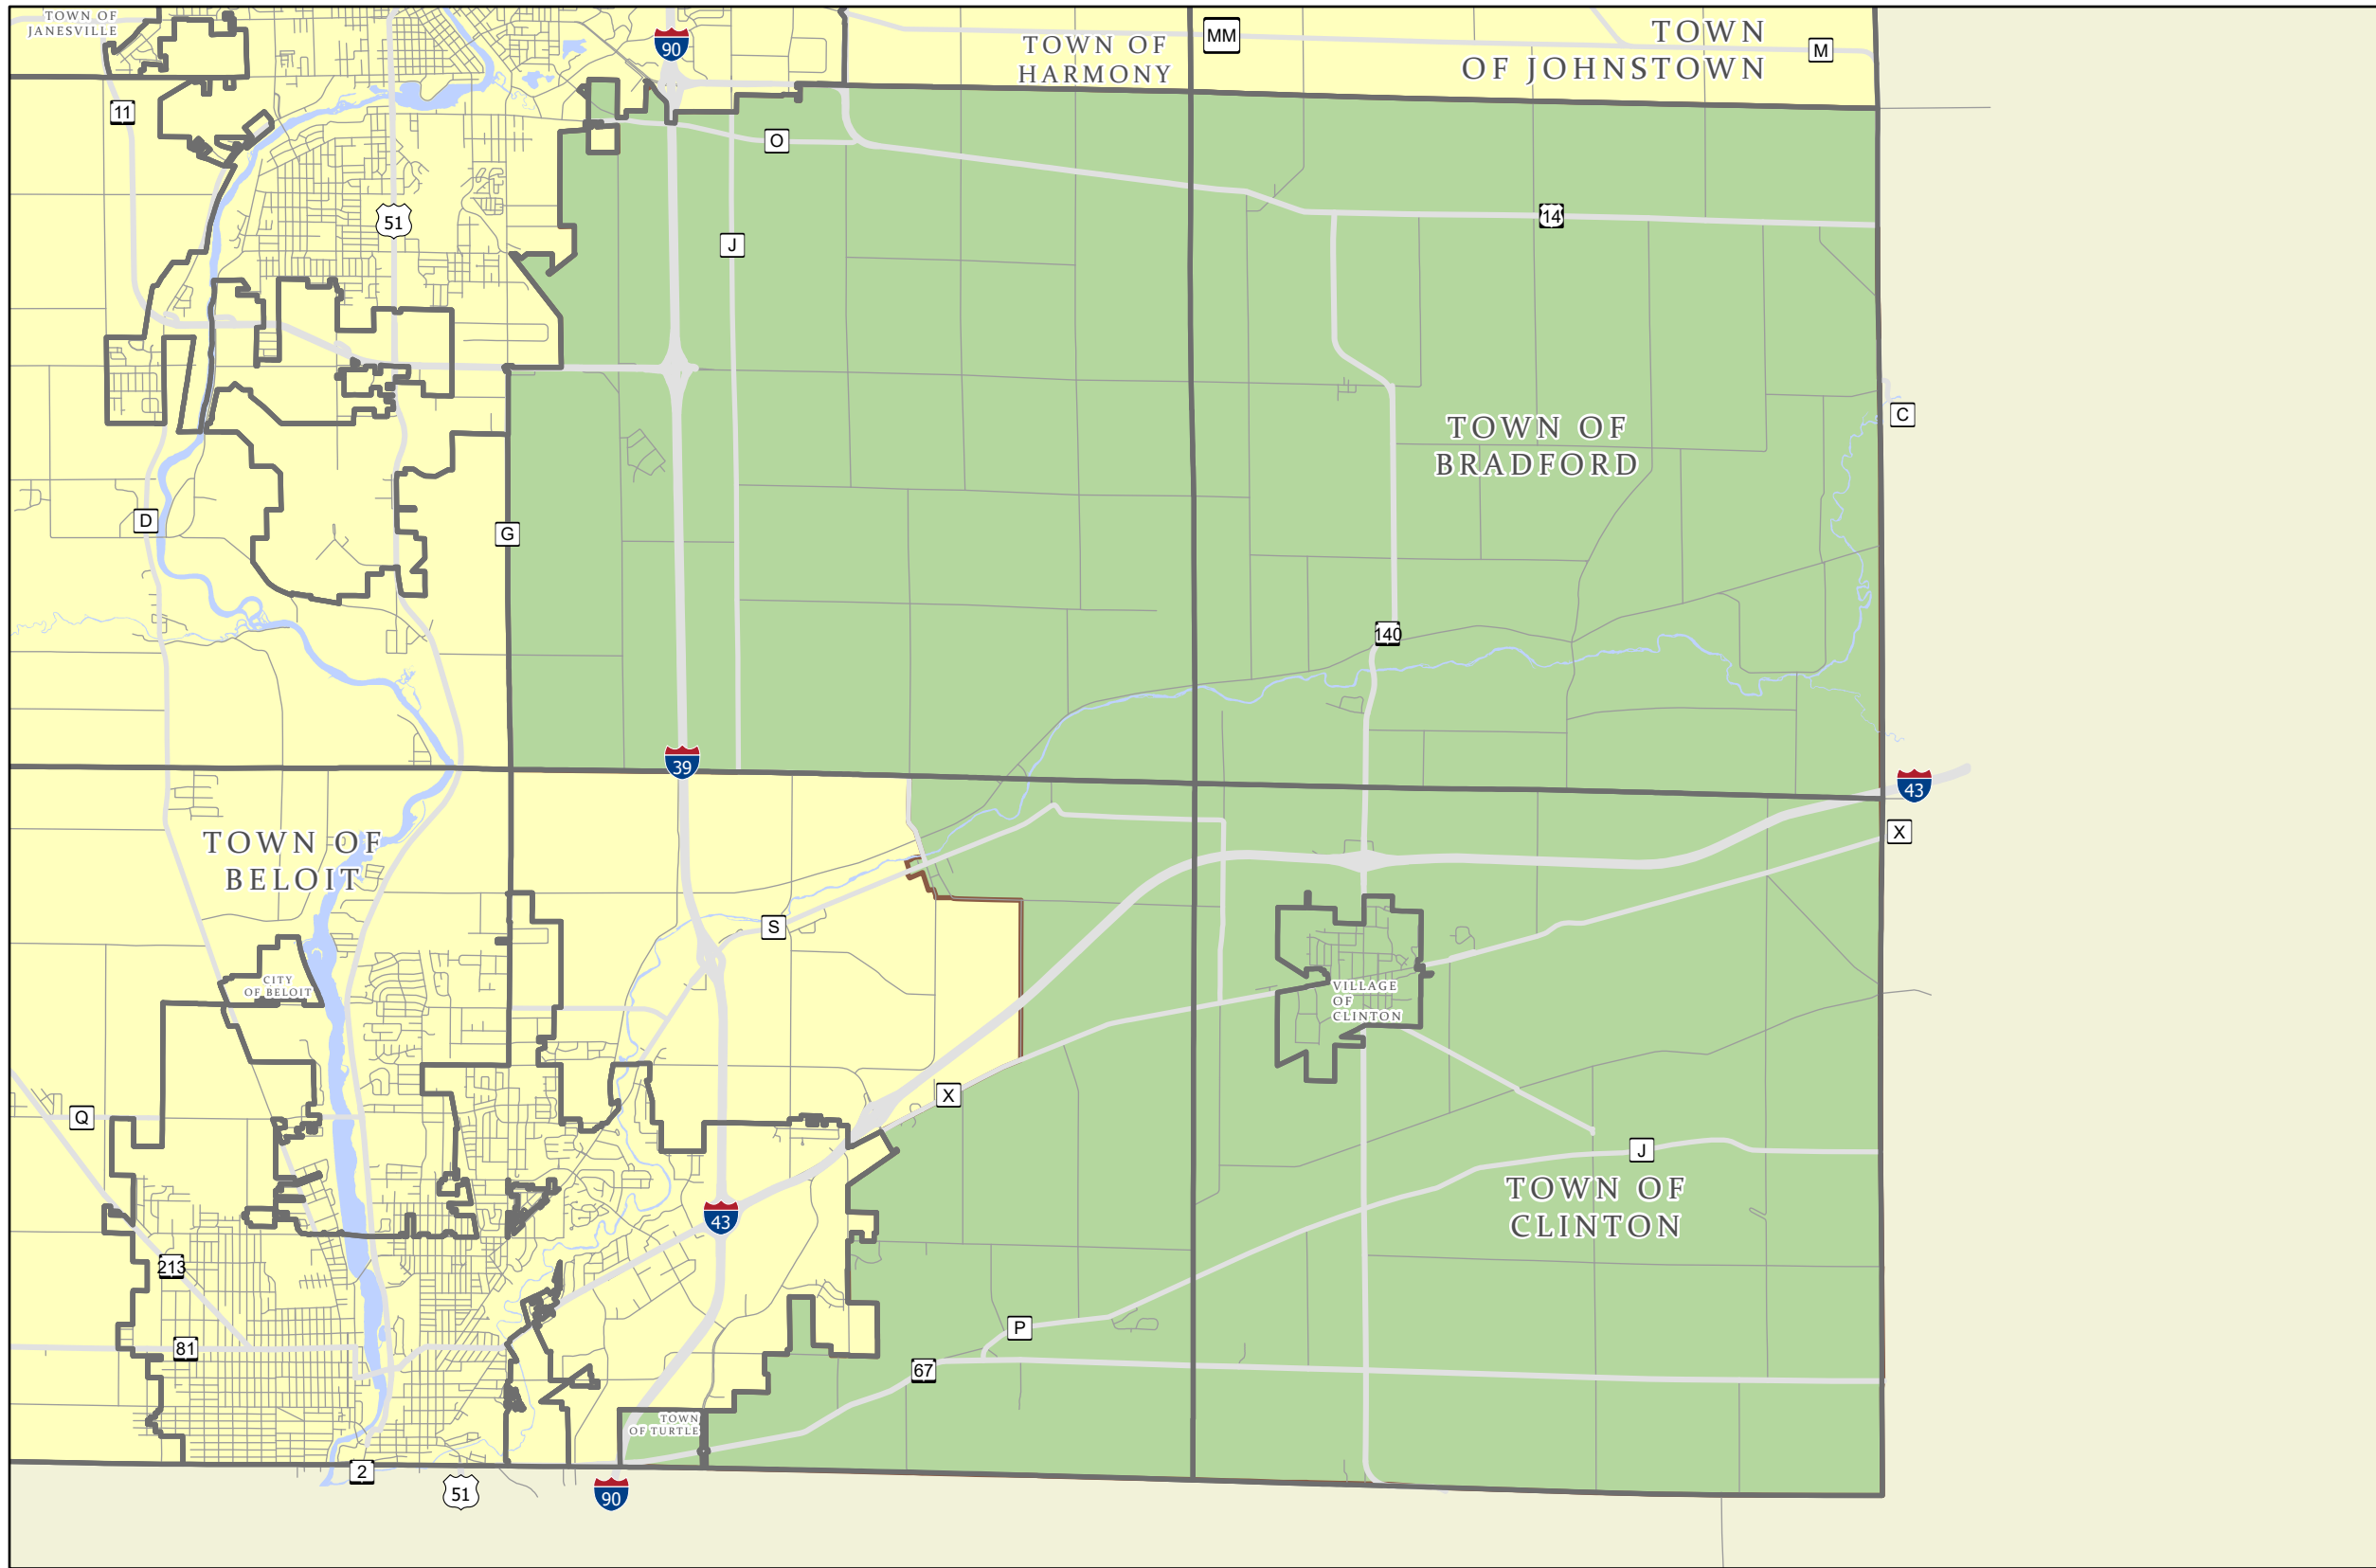 TOWN OF
JANESVILLE
90
TOWN OF
HARMONY
MM
TOWN
OF JOHNSTOWN
M
11
O
51
J
14
C
TOWN OF
BRADFORD
D
G
140
39
43
X
TOWN OF
BELOIT
S
CITY
OF BELOIT
VILLAGE
OF
CLINTON
X
Q
J
TOWN OF
CLINTON
43
213
P
81
67
TOWN
OF TURTLE
2
51
90